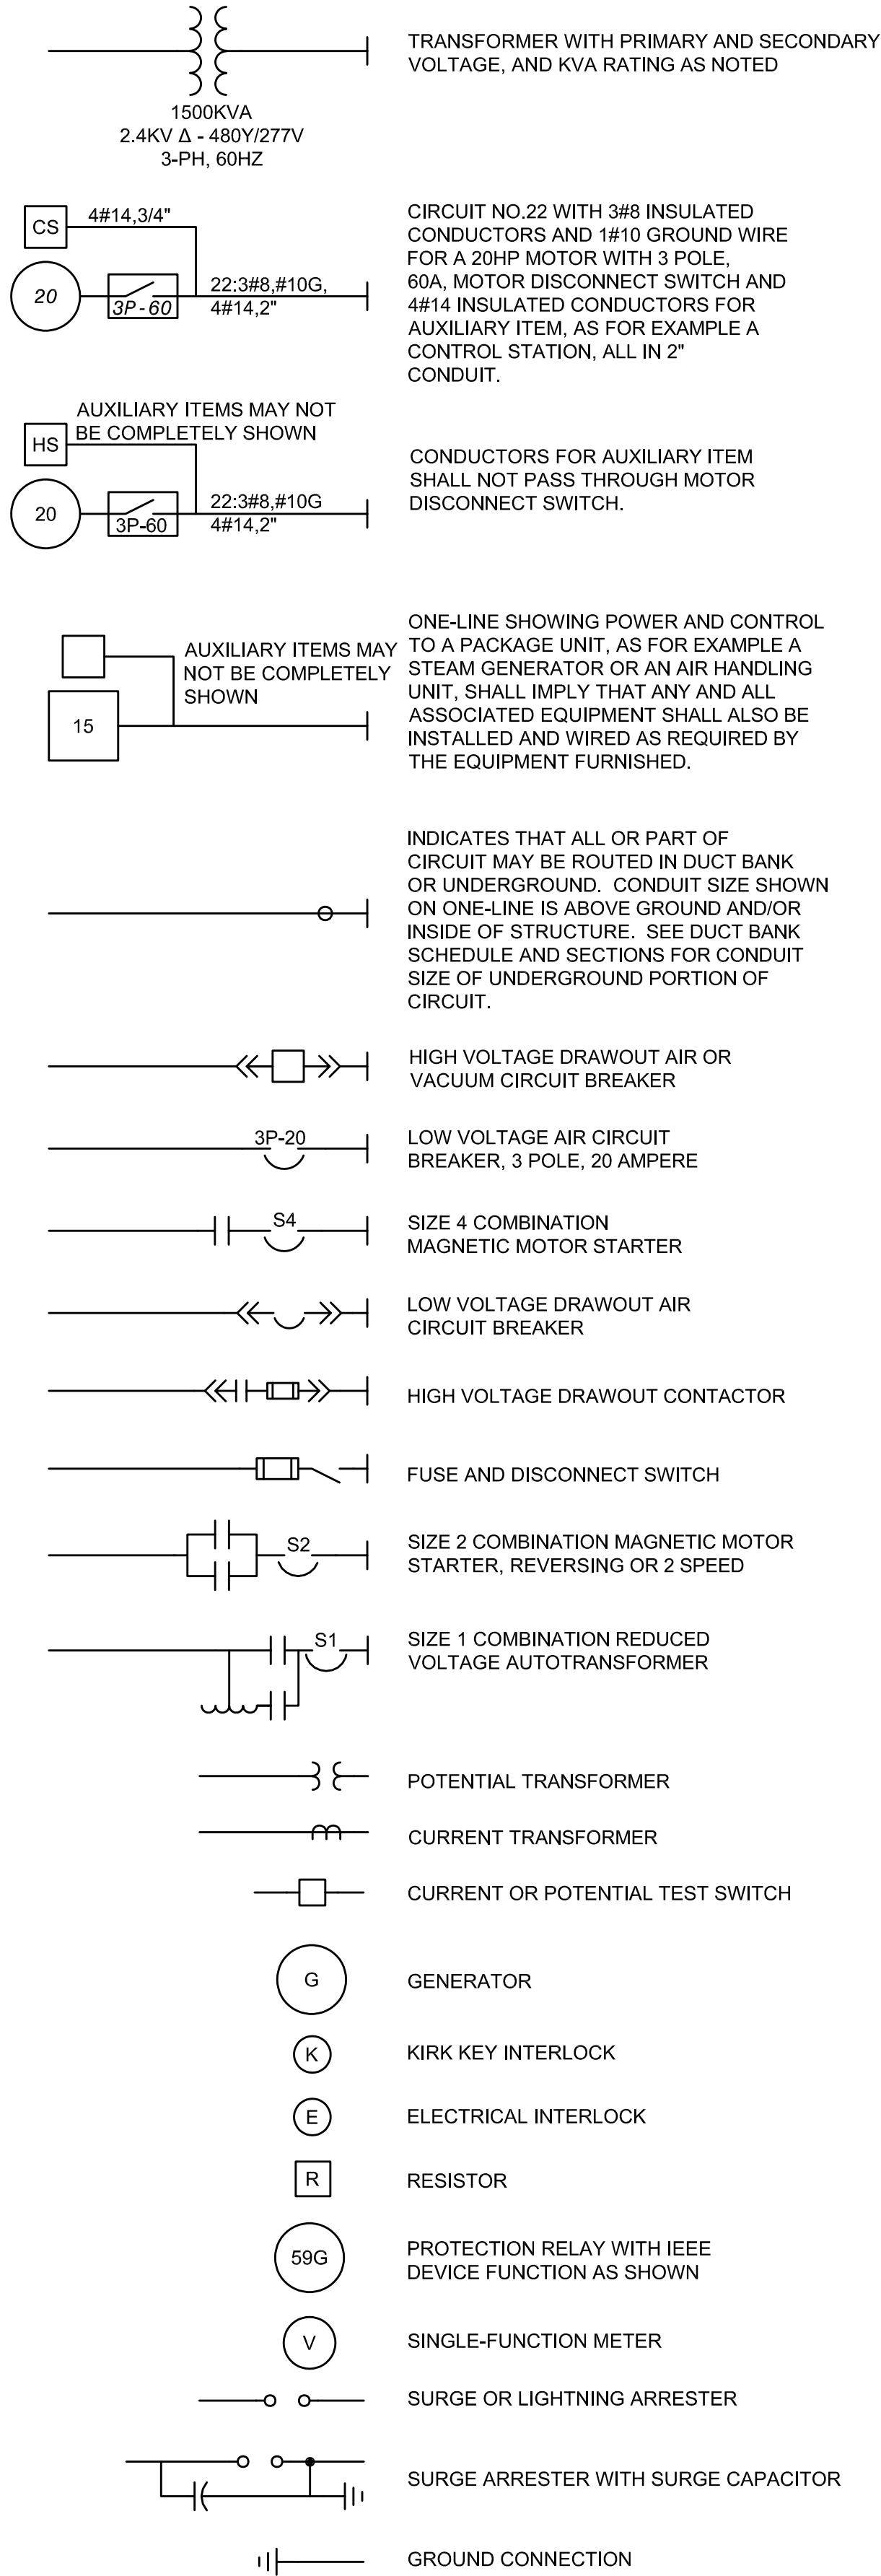 TRANSFORMER WITH PRIMARY AND SECONDARY
VOLTAGE, AND KVA RATING AS NOTED
1500KVA
2.4KV Δ - 480Y/277V
3-PH, 60HZ
CS
4#14,3/4"
20
3P-60
22:3#8,#10G,
4#14,2"
CIRCUIT NO.22 WITH 3#8 INSULATED
CONDUCTORS AND 1#10 GROUND WIRE
FOR A 20HP MOTOR WITH 3 POLE,
60A, MOTOR DISCONNECT SWITCH AND
4#14 INSULATED CONDUCTORS FOR
AUXILIARY ITEM, AS FOR EXAMPLE A
CONTROL STATION, ALL IN 2"
CONDUIT.
AUXILIARY ITEMS MAY NOT
BE COMPLETELY SHOWN
HS
20
3P-60
22:3#8,#10G
4#14,2"
CONDUCTORS FOR AUXILIARY ITEM
SHALL NOT PASS THROUGH MOTOR
DISCONNECT SWITCH.
AUXILIARY ITEMS MAY
NOT BE COMPLETELY
SHOWN
15
ONE-LINE SHOWING POWER AND CONTROL
TO A PACKAGE UNIT, AS FOR EXAMPLE A
STEAM GENERATOR OR AN AIR HANDLING
UNIT, SHALL IMPLY THAT ANY AND ALL
ASSOCIATED EQUIPMENT SHALL ALSO BE
INSTALLED AND WIRED AS REQUIRED BY
THE EQUIPMENT FURNISHED.
INDICATES THAT ALL OR PART OF
CIRCUIT MAY BE ROUTED IN DUCT BANK
OR UNDERGROUND. CONDUIT SIZE SHOWN
ON ONE-LINE IS ABOVE GROUND AND/OR
INSIDE OF STRUCTURE. SEE DUCT BANK
SCHEDULE AND SECTIONS FOR CONDUIT
SIZE OF UNDERGROUND PORTION OF
CIRCUIT.
HIGH VOLTAGE DRAWOUT AIR OR
VACUUM CIRCUIT BREAKER
3P-20
LOW VOLTAGE AIR CIRCUIT
BREAKER, 3 POLE, 20 AMPERE
S4
SIZE 4 COMBINATION
MAGNETIC MOTOR STARTER
LOW VOLTAGE DRAWOUT AIR
CIRCUIT BREAKER
HIGH VOLTAGE DRAWOUT CONTACTOR
FUSE AND DISCONNECT SWITCH
S2
SIZE 2 COMBINATION MAGNETIC MOTOR
STARTER, REVERSING OR 2 SPEED
S1
SIZE 1 COMBINATION REDUCED
VOLTAGE AUTOTRANSFORMER
POTENTIAL TRANSFORMER
CURRENT TRANSFORMER
CURRENT OR POTENTIAL TEST SWITCH
G
GENERATOR
K
KIRK KEY INTERLOCK
E
ELECTRICAL INTERLOCK
R
RESISTOR
59G
PROTECTION RELAY WITH IEEE
DEVICE FUNCTION AS SHOWN
V
SINGLE-FUNCTION METER
SURGE OR LIGHTNING ARRESTER
SURGE ARRESTER WITH SURGE CAPACITOR
GROUND CONNECTION